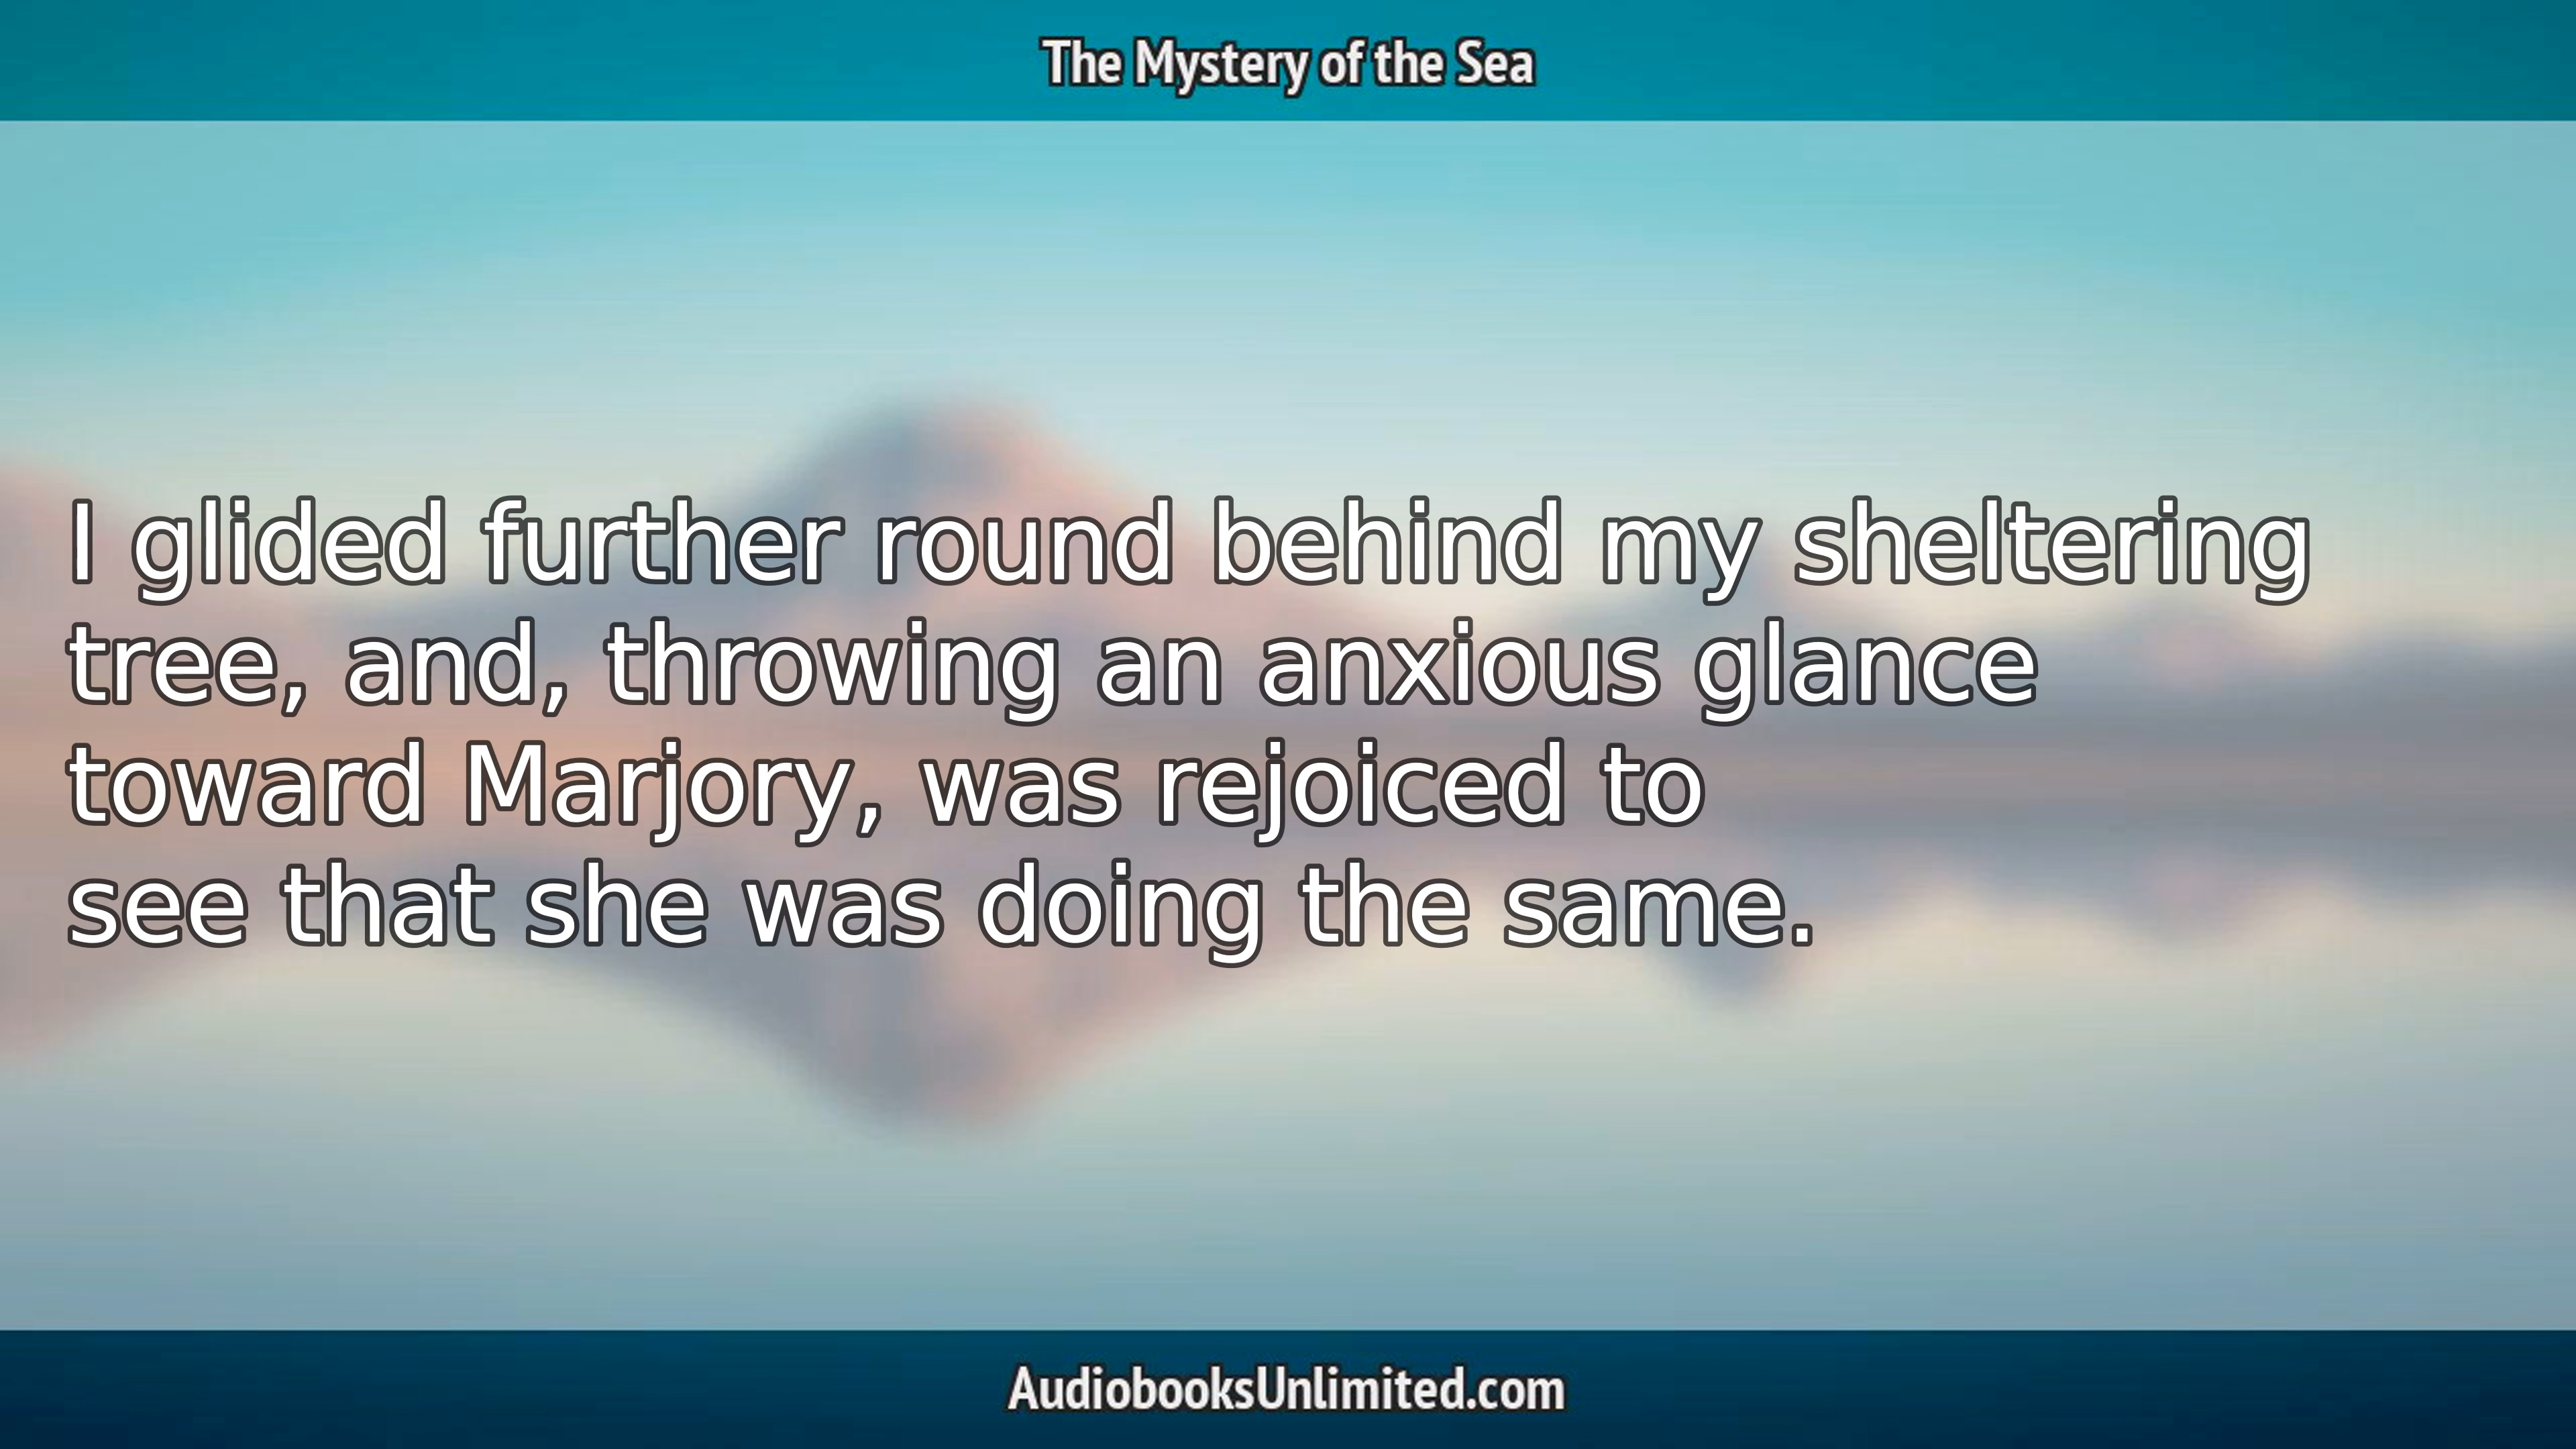 The Mystery of the Sea
I glided further round behind my sheltering
tree, and, throwing an anxious glance
toward Marjory, was rejoiced to
see that she was doing the same.
AudiobooksUnlimited.com